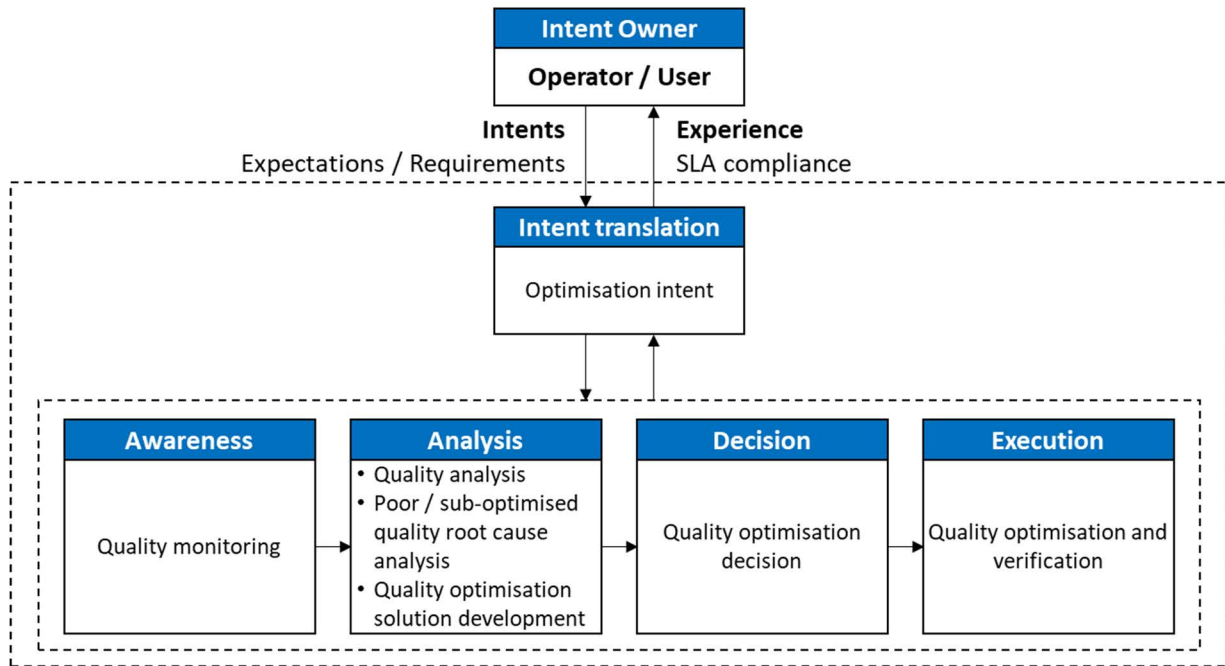 Intent Owner
Operator / User
Intents
Expectations / Requirements
Experience
SLA compliance
Intent translation
Optimisation intent
Awareness
Quality monitoring
Analysis
• Quality analysis
• Poor / sub-optimised
quality root cause
analysis
• Quality optimisation
solution development
Decision
Quality optimisation
decision
Execution
Quality optimisation and
verification